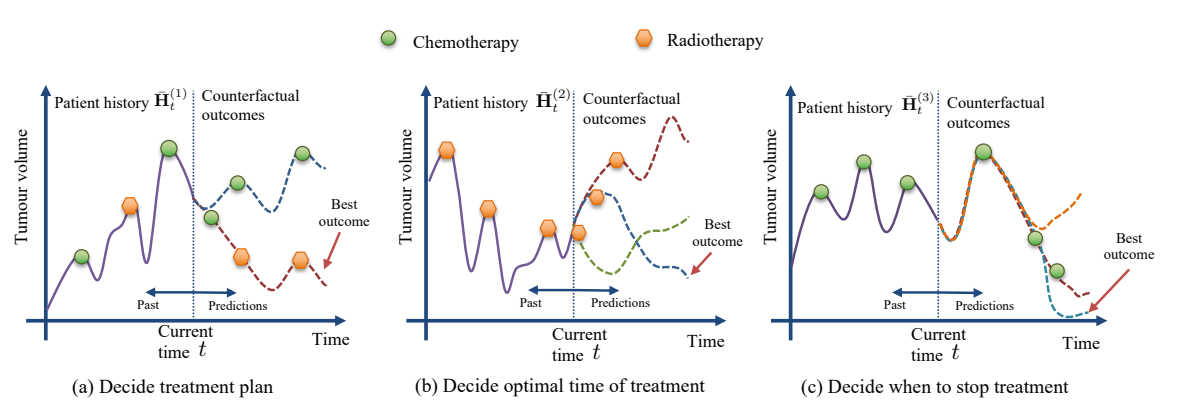 Chemotherapy
Radiotherapy
Tumour volume
Patient history H̄_t^(1)
Counterfactual
outcomes
Best
outcome
Past
Predictions
Current
time t
Time
(a) Decide treatment plan
Tumour volume
Patient history H̄_t^(2)
Counterfactual
outcomes
Best
outcome
Past
Predictions
Current
time t
Time
(b) Decide optimal time of treatment
Tumour volume
Patient history H̄_t^(3)
Counterfactual
outcomes
Best
outcome
Past
Predictions
Current
time t
Time
(c) Decide when to stop treatment